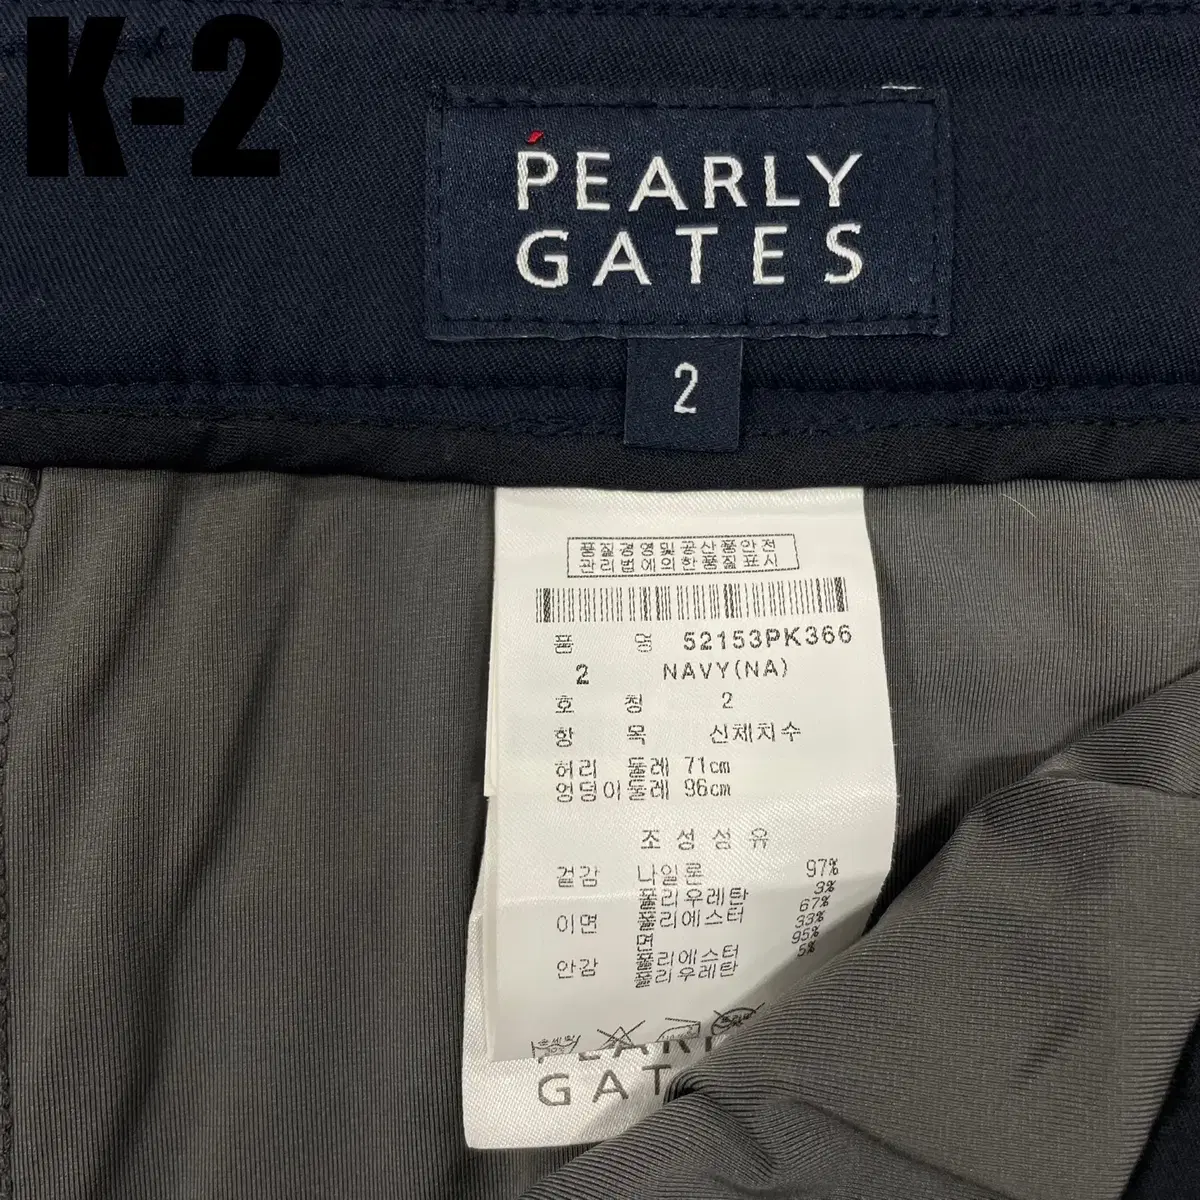 K-2
PEARLY
GATES
2
품질경영및공산품안전
관리법에의한품질표시
품 명 52153PK366
2 NAVY(NA)
호 칭 2
항 목 신체치수
허리 둘레 71cm
엉덩이둘레 96cm
조성섬유
겉감 나일론 97%
폴리우레탄 3%
이면 폴리에스터 67%
면 33%
안감 폴리에스터 95%
폴리우레탄 5%
GAT